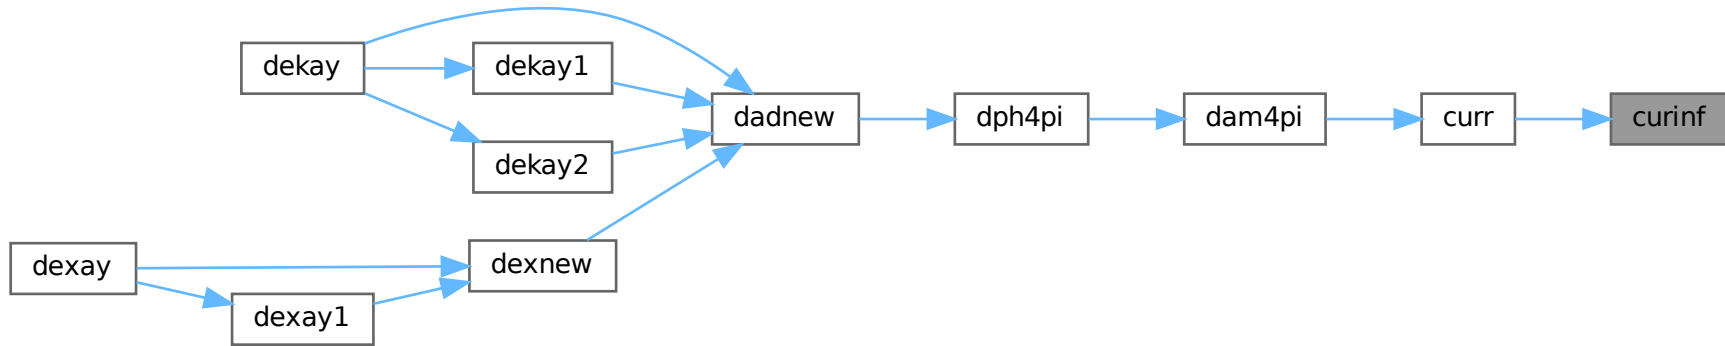 dekay
dekay1
dekay2
dadnew
dph4pi
dam4pi
curr
curinf
dexay
dexay1
dexnew